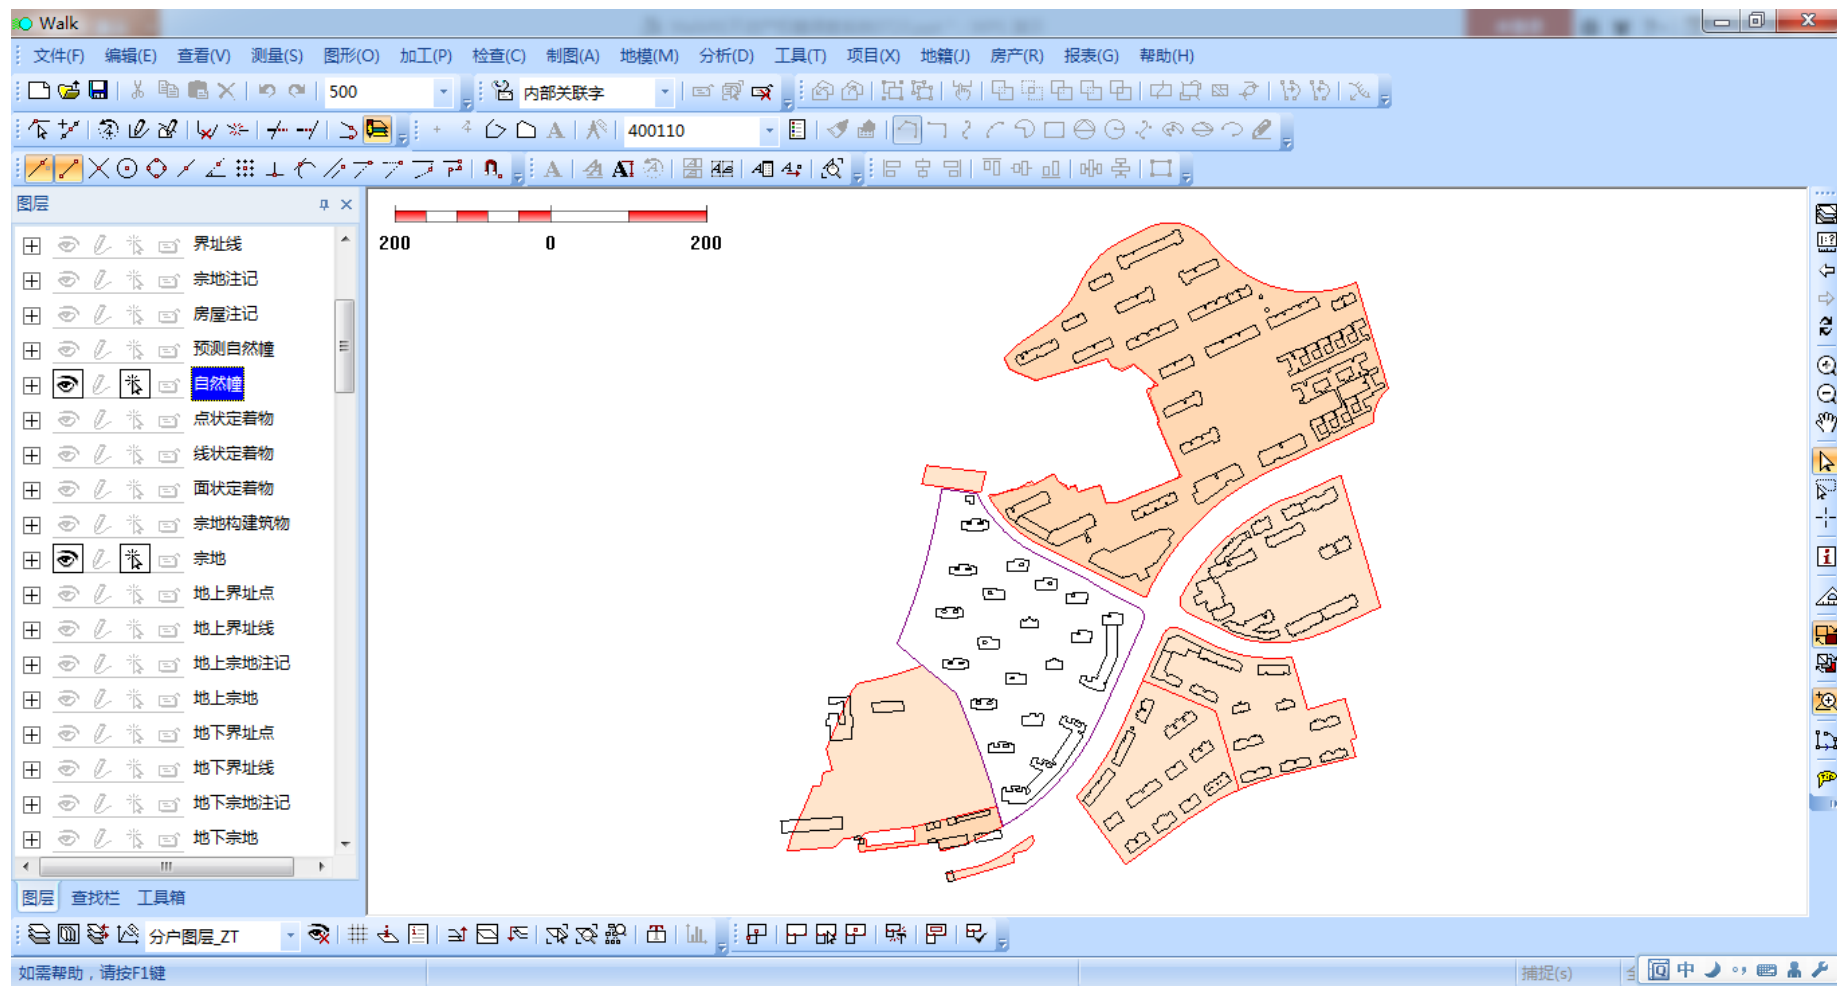 Walk
文件(F) 编辑(E) 查看(V) 测量(S) 图形(O) 加工(P) 检查(C) 制图(A) 地模(M) 分析(D) 工具(T) 项目(X) 地籍(J) 房产(R) 报表(G) 帮助(H)
500 内部关联字
400110
图层
200 0 200
界址线
宗地注记
房屋注记
预测自然幢
自然幢
点状定着物
线状定着物
面状定着物
宗地构建筑物
宗地
地上界址点
地上界址线
地上宗地注记
地上宗地
地下界址点
地下界址线
地下宗地注记
地下宗地
图层 查找栏 工具箱
分户图层_ZT
如需帮助，请按F1键 捕捉(s) 中